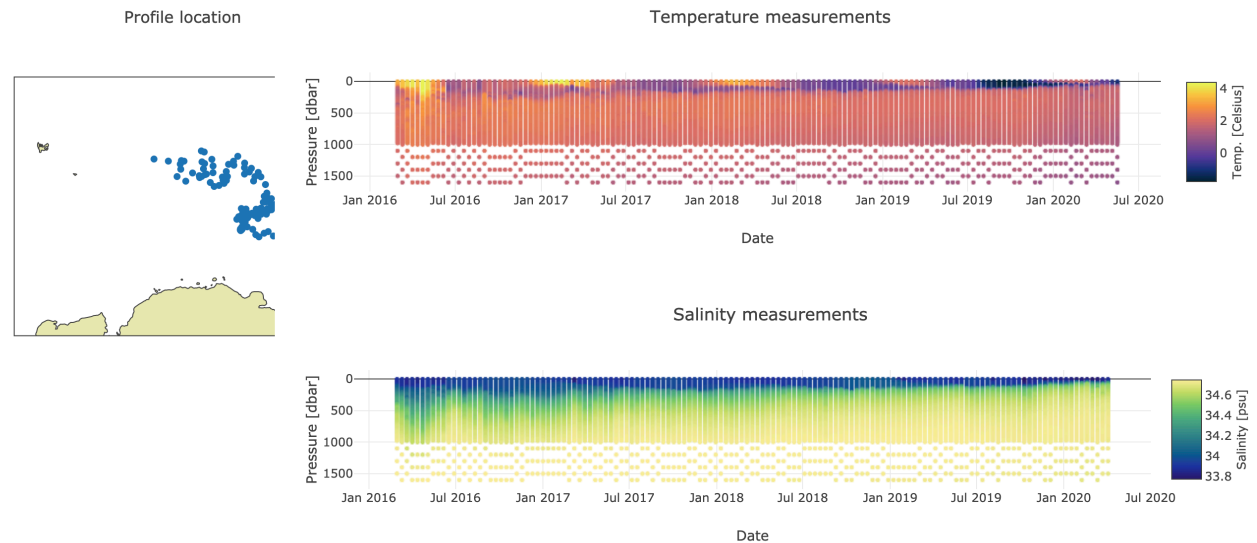 Profile location
Temperature measurements
Pressure [dbar]
0
500
1000
1500
Jan 2016
Jul 2016
Jan 2017
Jul 2017
Jan 2018
Jul 2018
Jan 2019
Jul 2019
Jan 2020
Jul 2020
Date
4
2
0
Temp. [Celsius]
Salinity measurements
Pressure [dbar]
0
500
1000
1500
Jan 2016
Jul 2016
Jan 2017
Jul 2017
Jan 2018
Jul 2018
Jan 2019
Jul 2019
Jan 2020
Jul 2020
Date
34.6
34.4
34.2
34
33.8
Salinity [psu]